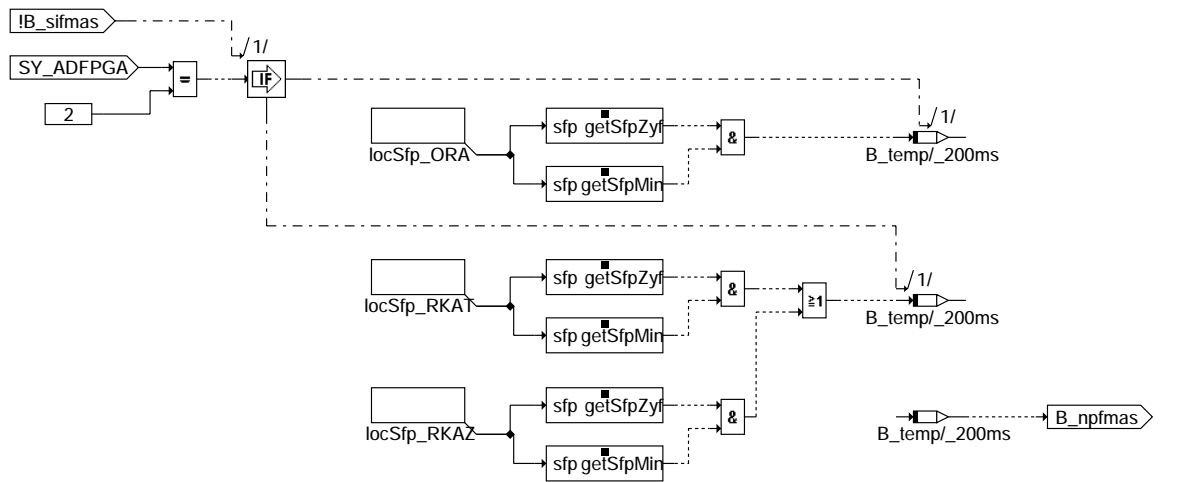 !B_sifmas
/1/
SY_ADFPGA
=
IF
2
/1/
sfp getSfpZyf
&
locSfp_ORA
B_temp/_200ms
sfp getSfpMin
/1/
sfp getSfpZyf
&
≥1
locSfp_RKAT
B_temp/_200ms
sfp getSfpMin
sfp getSfpZyf
&
B_npfmas
locSfp_RKAZ
B_temp/_200ms
sfp getSfpMin